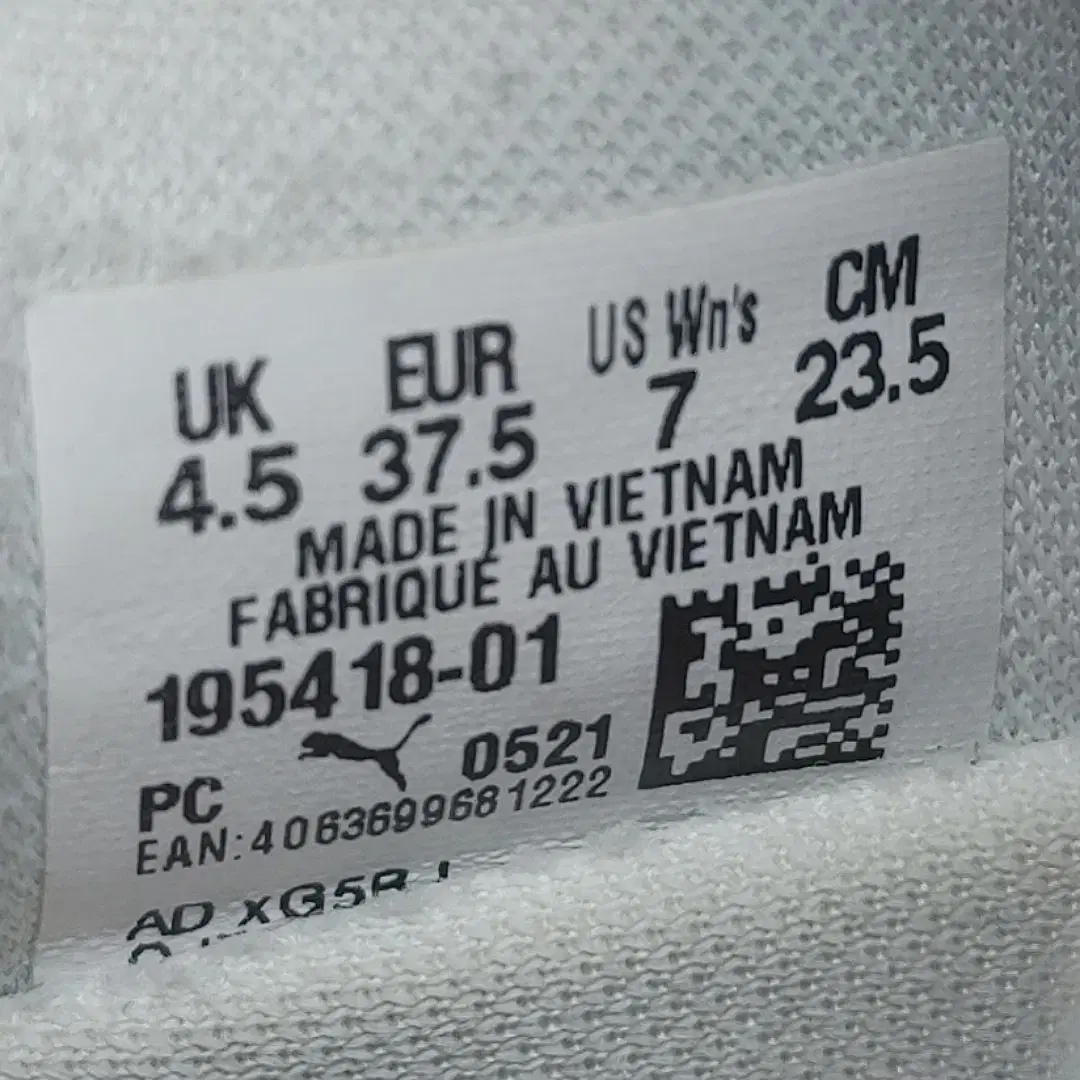 UK EUR US Wn's CM
4.5 37.5 7 23.5
MADE IN VIETNAM
FABRIQUÉ AU VIETNAM
195418-01
PC 0521
EAN:4063699681222